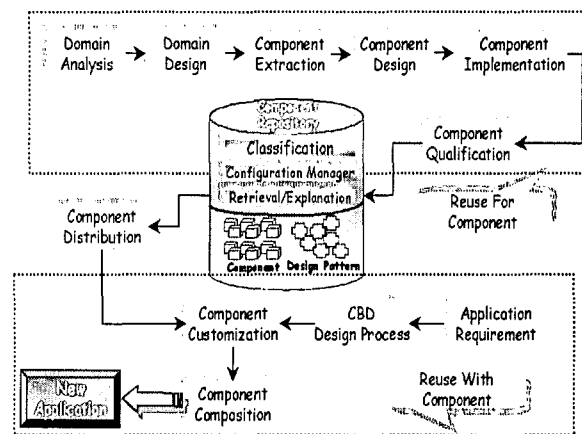 Domain
Analysis
Domain
Design
Component
Extraction
Component
Design
Component
Implementation
Component
Repository
Classification
Configuration Manager
Retrieval/Explanation
Component
Qualification
Reuse For
Component
Component
Distribution
Component
Design Pattern
Component
Customization
CBD
Design Process
Application
Requirement
New
Application
Component
Composition
Reuse With
Component